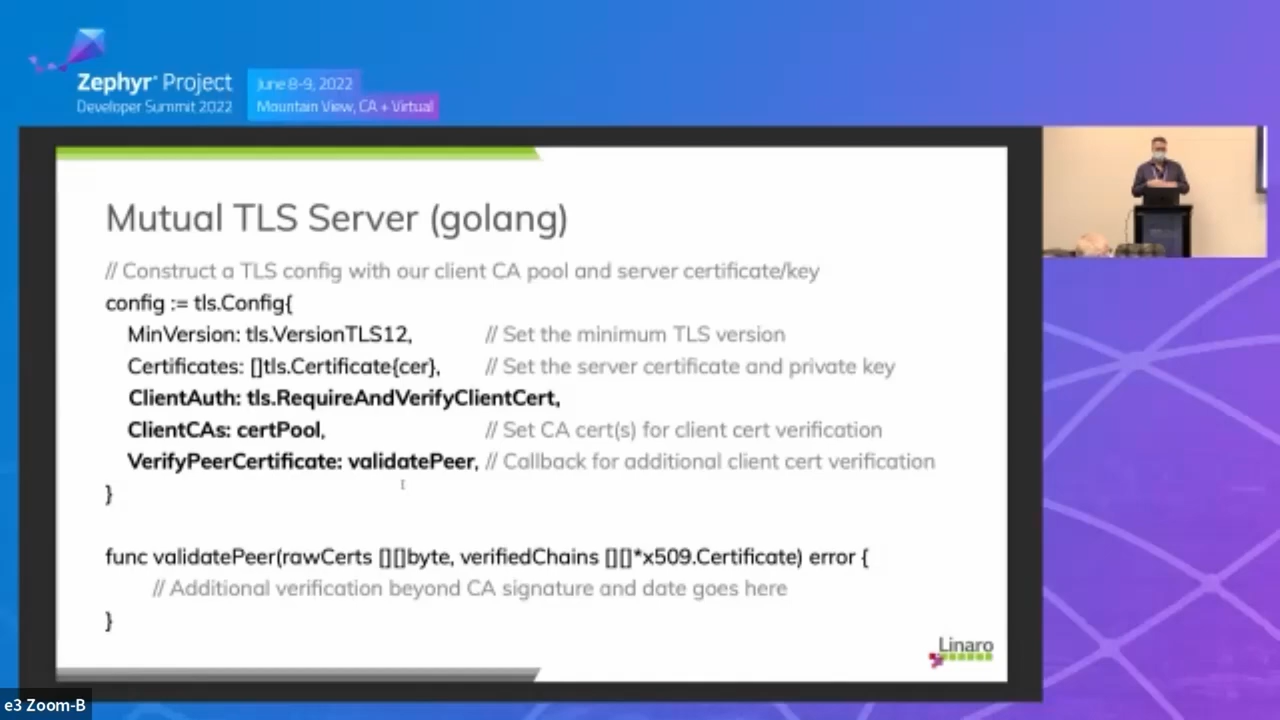 Zephyr® Project
Developer Summit 2022
June 8-9, 2022
Mountain View, CA + Virtual
Mutual TLS Server (golang)
// Construct a TLS config with our client CA pool and server certificate/key
config := tls.Config{
MinVersion: tls.VersionTLS12, // Set the minimum TLS version
Certificates: []tls.Certificate{cer}, // Set the server certificate and private key
ClientAuth: tls.RequireAndVerifyClientCert,
ClientCAs: certPool, // Set CA cert(s) for client cert verification
VerifyPeerCertificate: validatePeer, // Callback for additional client cert verification
}
func validatePeer(rawCerts [][]byte, verifiedChains [][]*x509.Certificate) error {
// Additional verification beyond CA signature and date goes here
}
Linaro
e3 Zoom-B